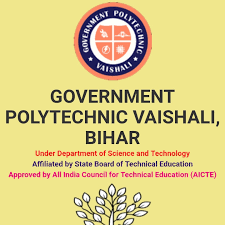 GOVERNMENT POLYTECHNIC
VAISHALI
GOVERNMENT
POLYTECHNIC VAISHALI,
BIHAR
Under Department of Science and Technology
Affiliated by State Board of Technical Education
Approved by All India Council for Technical Education (AICTE)